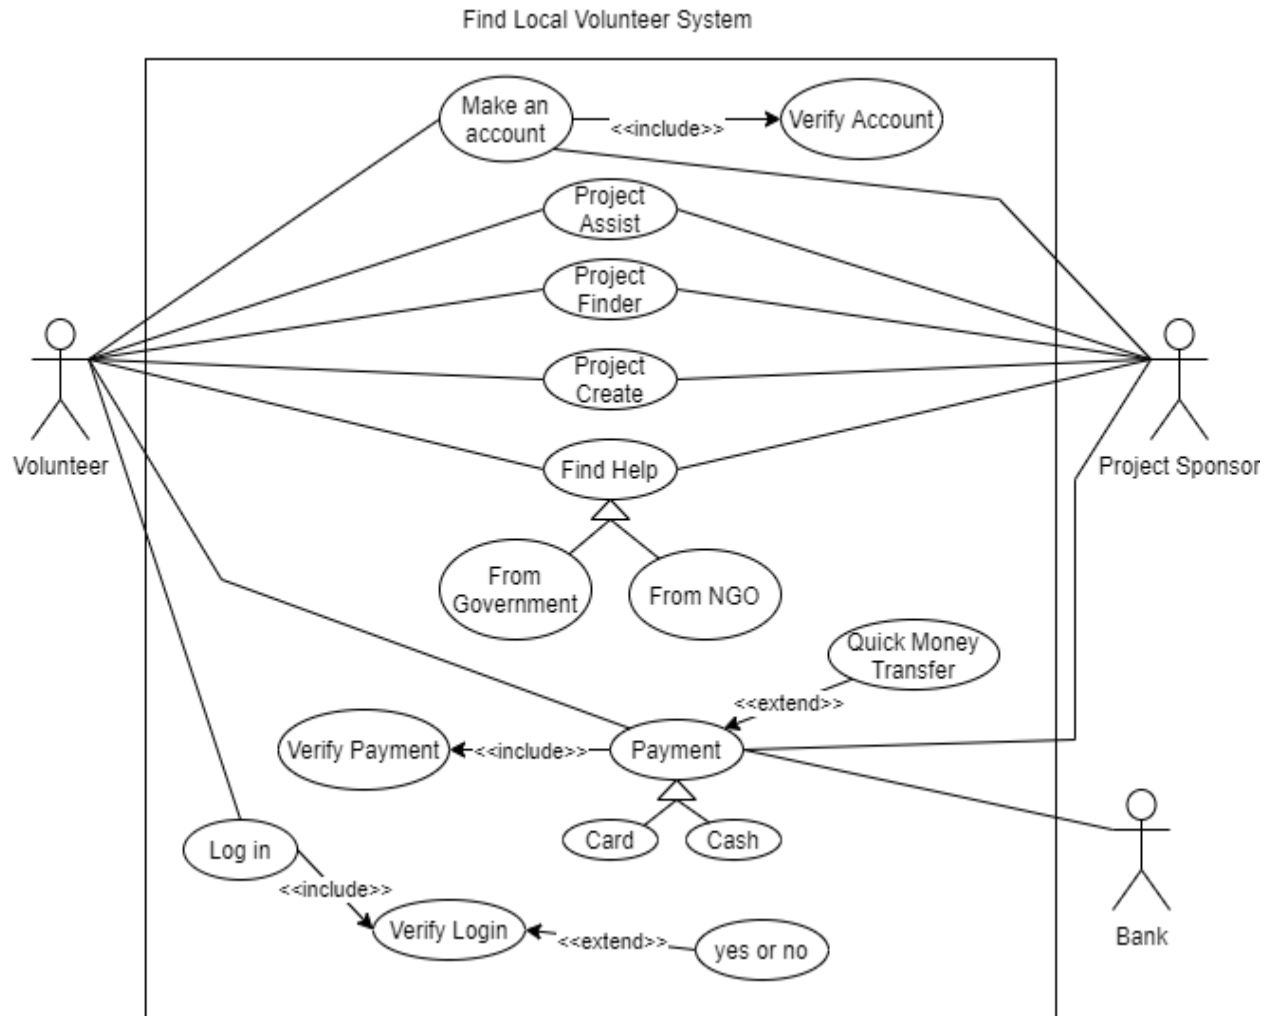 Find Local Volunteer System
Make an
account
<<include>>
Verify Account
Project
Assist
Project
Finder
Project
Create
Volunteer
Project Sponsor
Find Help
From
Government
From NGO
Quick Money
Transfer
<<extend>>
Verify Payment
<<include>>
Payment
Card
Cash
Log in
<<include>>
Verify Login
<<extend>>
yes or no
Bank